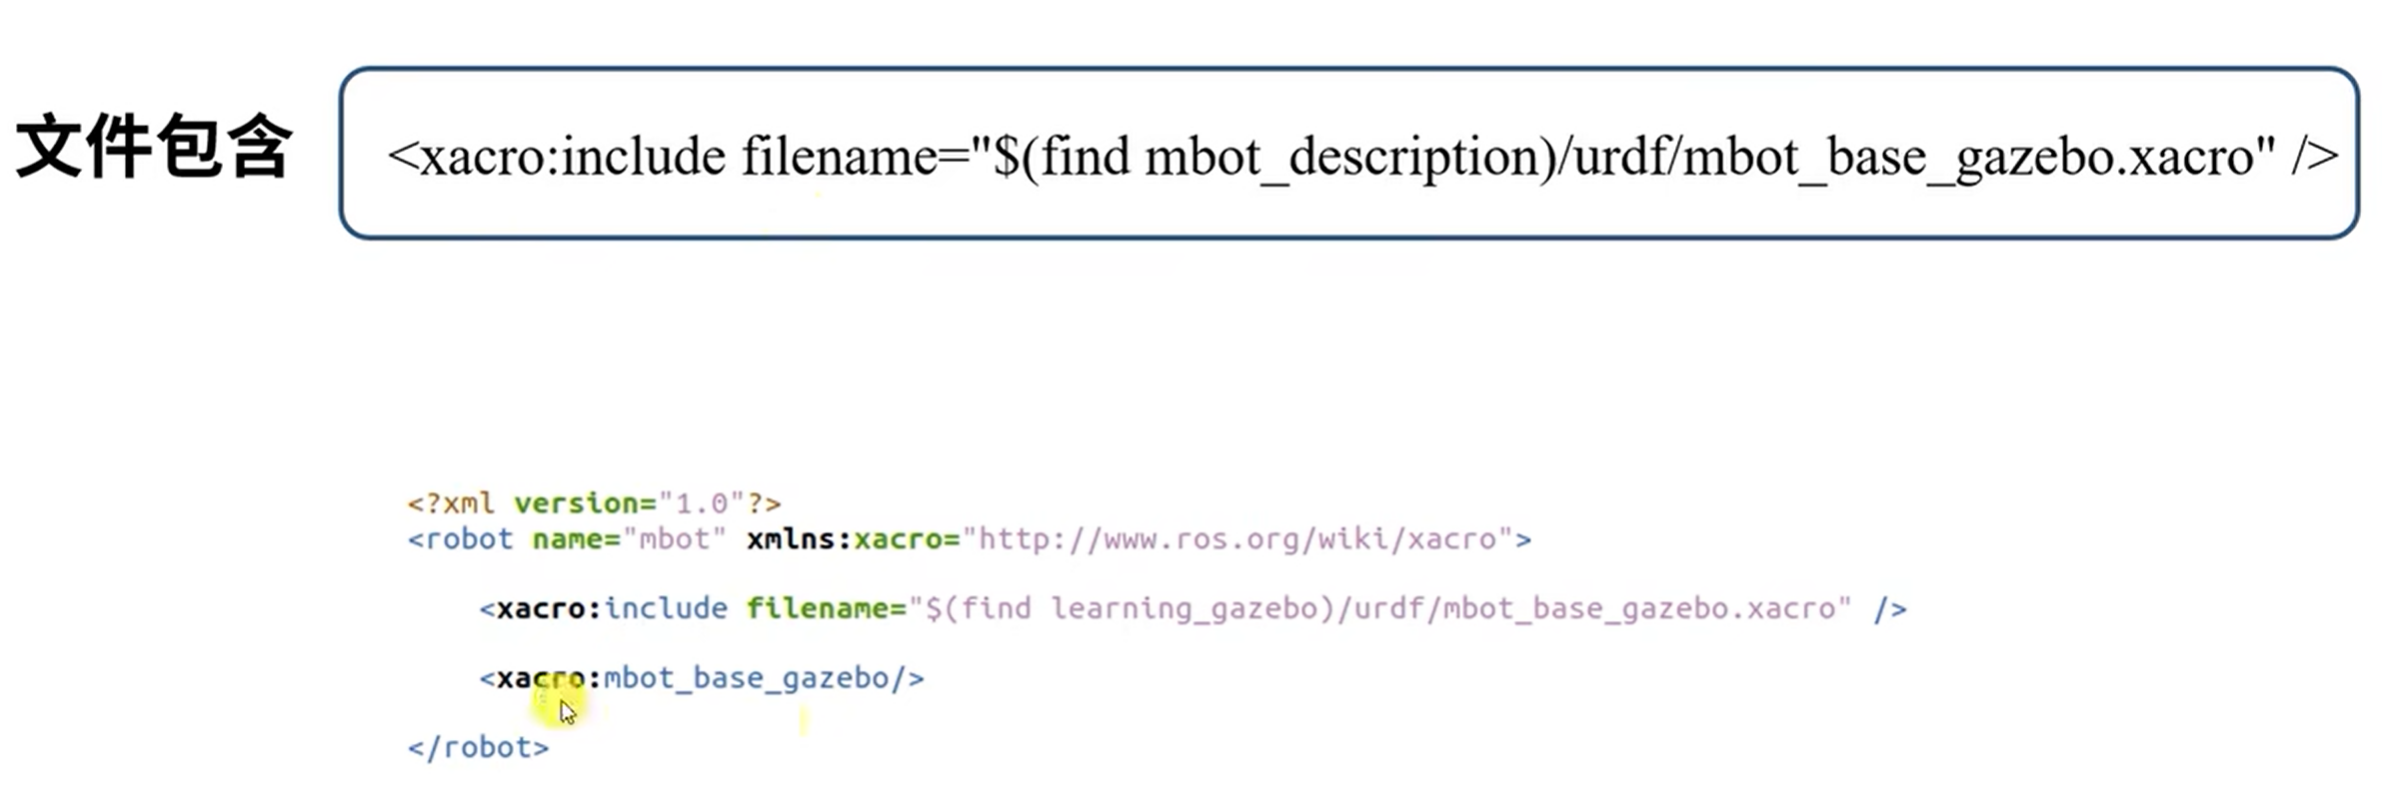 文件包含
<xacro:include filename="$(find mbot_description)/urdf/mbot_base_gazebo.xacro" />
<?xml version="1.0"?>
<robot name="mbot" xmlns:xacro="http://www.ros.org/wiki/xacro">
<xacro:include filename="$(find learning_gazebo)/urdf/mbot_base_gazebo.xacro" />
<xacro:mbot_base_gazebo/>
</robot>